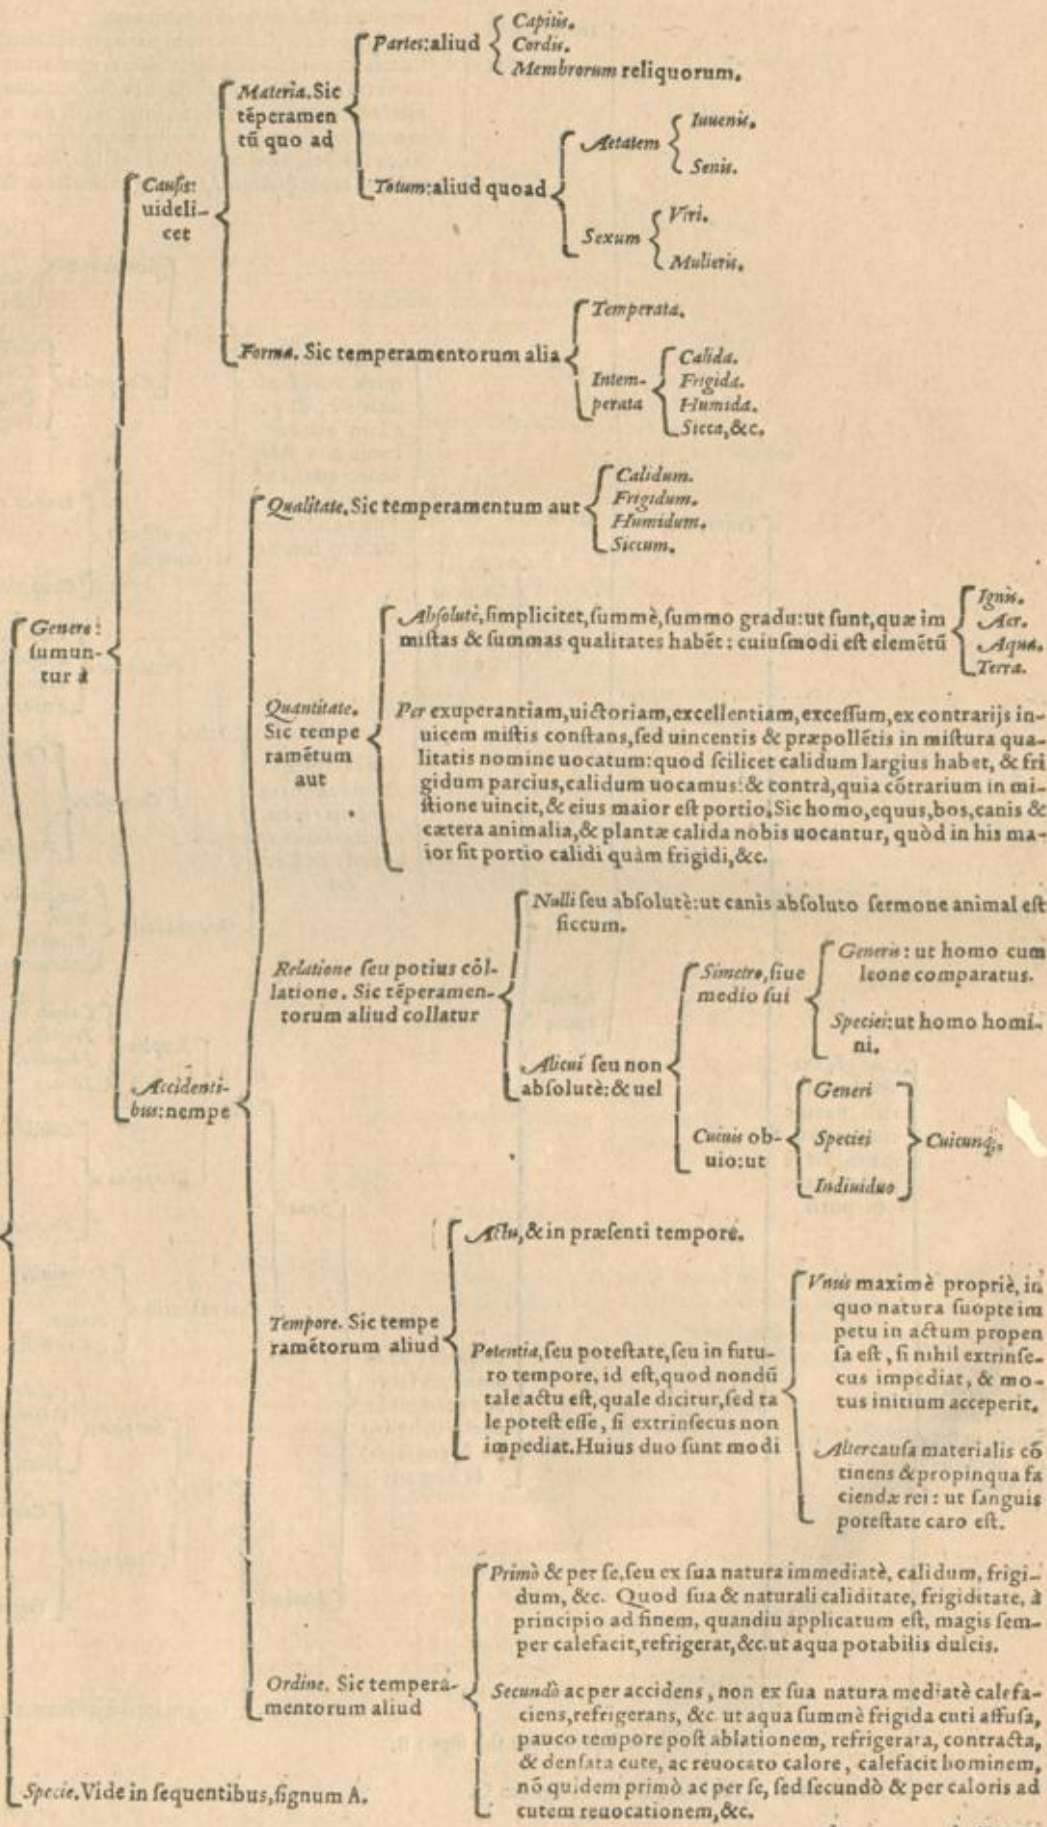 Capitis.
Partes:aliud
Cordis.
Membrorum reliquorum.
Materia. Sic
tēperamen
tū quo ad
Iuuenis.
Aetatem
Senis.
Totum:aliud quoad
Viri.
Sexum
Mulieris.
Causis:
uideli-
cet
Temperata.
Forma. Sic temperamentorum alia
Calida.
Intem-
perata
Frigida.
Humida.
Sicca, &c.
Genere:
sumun-
tur à
Calidum.
Qualitate. Sic temperamentum aut
Frigidum.
Humidum.
Siccum.
Absolutè, simpliciter, summè, summo gradu: ut sunt, quæ im
mistas & summas qualitates habēt: cuiusmodi est elemētū
Ignis.
Aer.
Aqua.
Terra.
Quantitate.
Sic tempe
ramētum
aut
Per exuperantiam, uictoriam, excellentiam, excessum, ex contrarijs in-
uicem mistis constans, sed uincentis & præpollētis in mistura qua-
litatis nomine uocatum: quod scilicet calidum largius habet, & fri
gidum parcius, calidum uocamus: & contrà, quia cōtrarium in mi-
stione uincit, & eius maior est portio. Sic homo, equus, bos, canis &
cætera animalia, & plantæ calida nobis uocantur, quòd in his ma-
ior sit portio calidi quàm frigidi, &c.
Nulli seu absolutè: ut canis absoluto sermone animal est
siccum.
Relatione seu potius cōl-
latione. Sic tēperamen-
torum aliud collatur
Simetro, siue
medio sui
Generis: ut homo cum
leone comparatus.
Speciei: ut homo homi-
ni.
Alicui seu non
absolutè: & uel
Accidenti-
bus: nempe
Cuiuis ob-
uio: ut
Generi
Speciei
Indiuiduo
Cuicunq;.
Actu, & in præsenti tempore.
Tempore. Sic tempe
ramētorum aliud
Potentia, seu potestate, seu in futu-
ro tempore, id est, quod nondū
tale actu est, quale dicitur, sed ta
le potest esse, si extrinsecus non
impediat. Huius duo sunt modi
Vnus maximè propriè, in
quo natura suopte im
petu in actum propen
sa est, si nihil extrinse-
cus impediat, & mo-
tus initium acceperit.
Alter causa materialis cō
tinens & propinqua fa
ciendæ rei: ut sanguis
potestate caro est.
Primò & per se, seu ex sua natura immediatè, calidum, frigi-
dum, &c. Quod sua & naturali caliditate, frigiditate, à
principio ad finem, quandiu applicatum est, magis sem-
per calefacit, refrigerat, &c. ut aqua potabilis dulcis.
Ordine. Sic tempera-
mentorum aliud
Secundò ac per accidens, non ex sua natura mediatè calefa-
ciens, refrigerans, &c. ut aqua summè frigida cuti affusa,
pauco tempore post ablationem, refrigerata, contracta,
& densata cute, ac reuocato calore, calefacit hominem,
nō quidem primò ac per se, sed secundò & per caloris ad
cutem reuocationem, &c.
Specie. Vide in sequentibus, signum A.